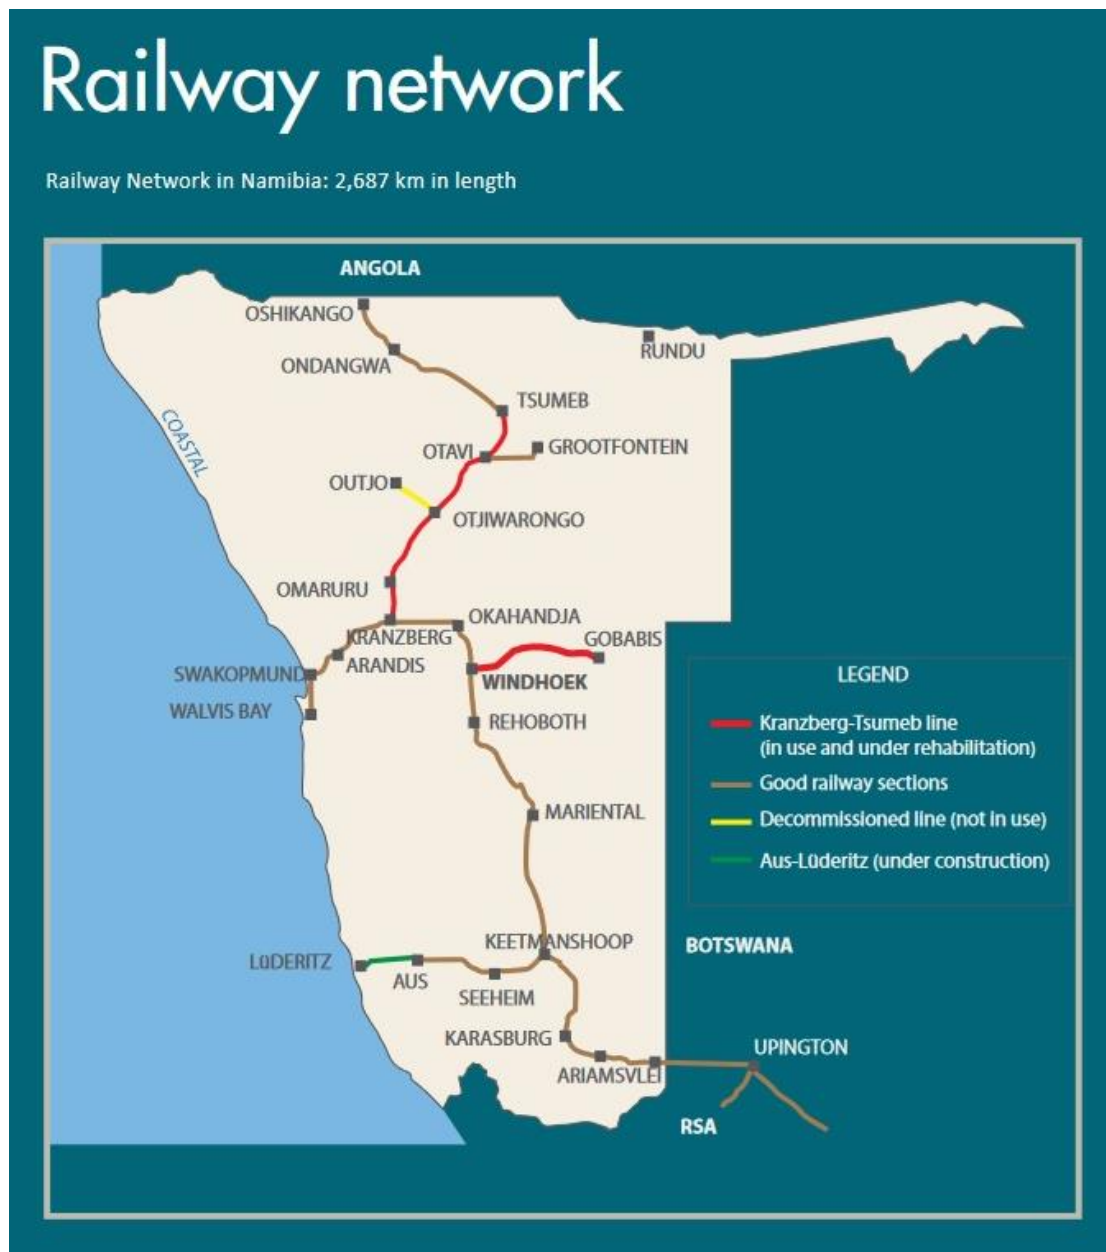 Railway network
Railway Network in Namibia: 2,687 km in length
ANGOLA
OSHIKANGO
RUNDU
ONDANGWA
TSUMEB
COASTAL
OTAVI
GROOTFONTEIN
OUTJO
OTJIWARONGO
OMARURU
OKAHANDJA
KRANZBERG
GOBABIS
ARANDIS
SWAKOPMUND
WINDHOEK
WALVIS BAY
REHOBOTH
MARIENTAL
LEGEND
Kranzberg-Tsumeb line
(in use and under rehabilitation)
Good railway sections
Decommissioned line (not in use)
Aus-Lüderitz (under construction)
KEETMANSHOOP
BOTSWANA
LüDERITZ
AUS
SEEHEIM
KARASBURG
UPINGTON
ARIAMSVLEI
RSA